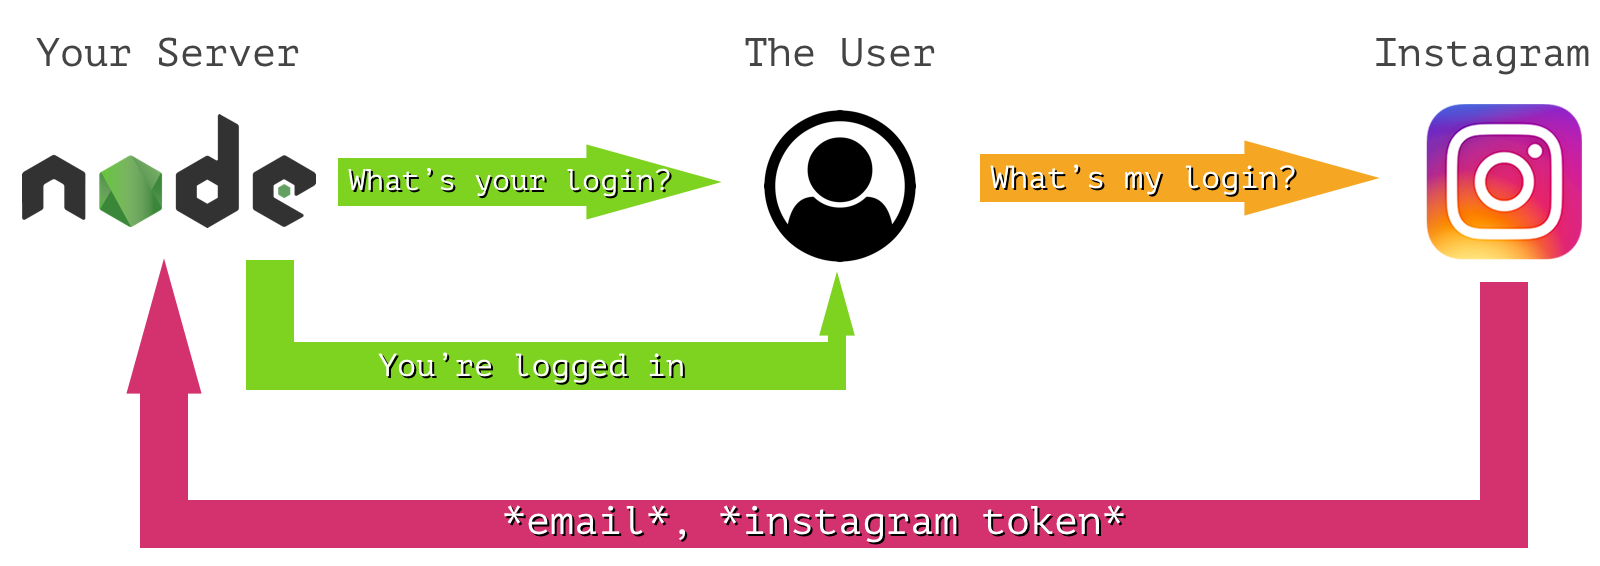 Your Server
The User
Instagram
node
What's your login?
What's my login?
You're logged in
*email*, *instagram token*